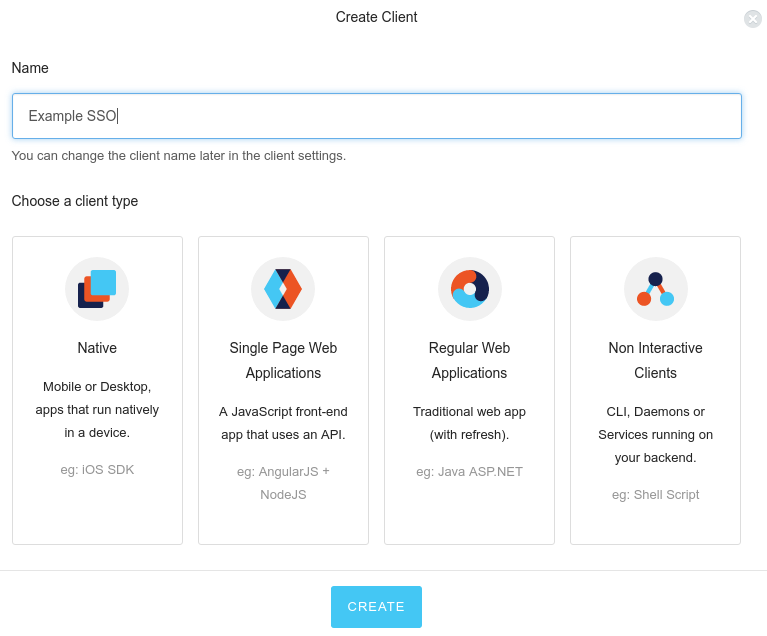 Create Client
Name
Example SSO
You can change the client name later in the client settings.
Choose a client type
Native
Mobile or Desktop,
apps that run natively
in a device.
eg: iOS SDK
Single Page Web
Applications
A JavaScript front-end
app that uses an API.
eg: AngularJS +
NodeJS
Regular Web
Applications
Traditional web app
(with refresh).
eg: Java ASP.NET
Non Interactive
Clients
CLI, Daemons or
Services running on
your backend.
eg: Shell Script
CREATE